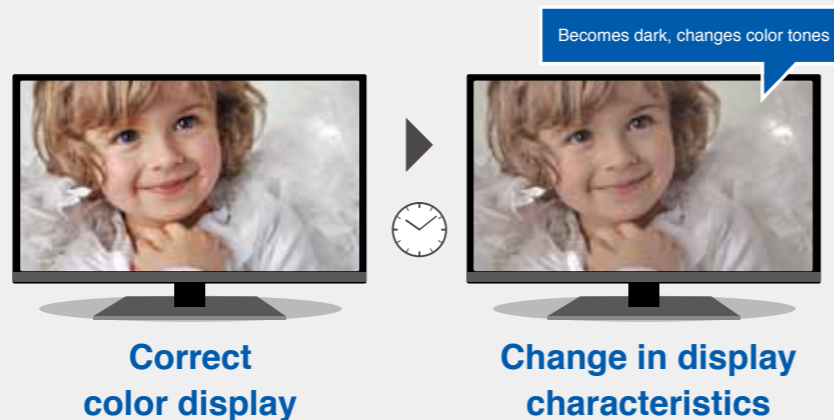 Becomes dark, changes color tones
Correct
color display
Change in display
characteristics